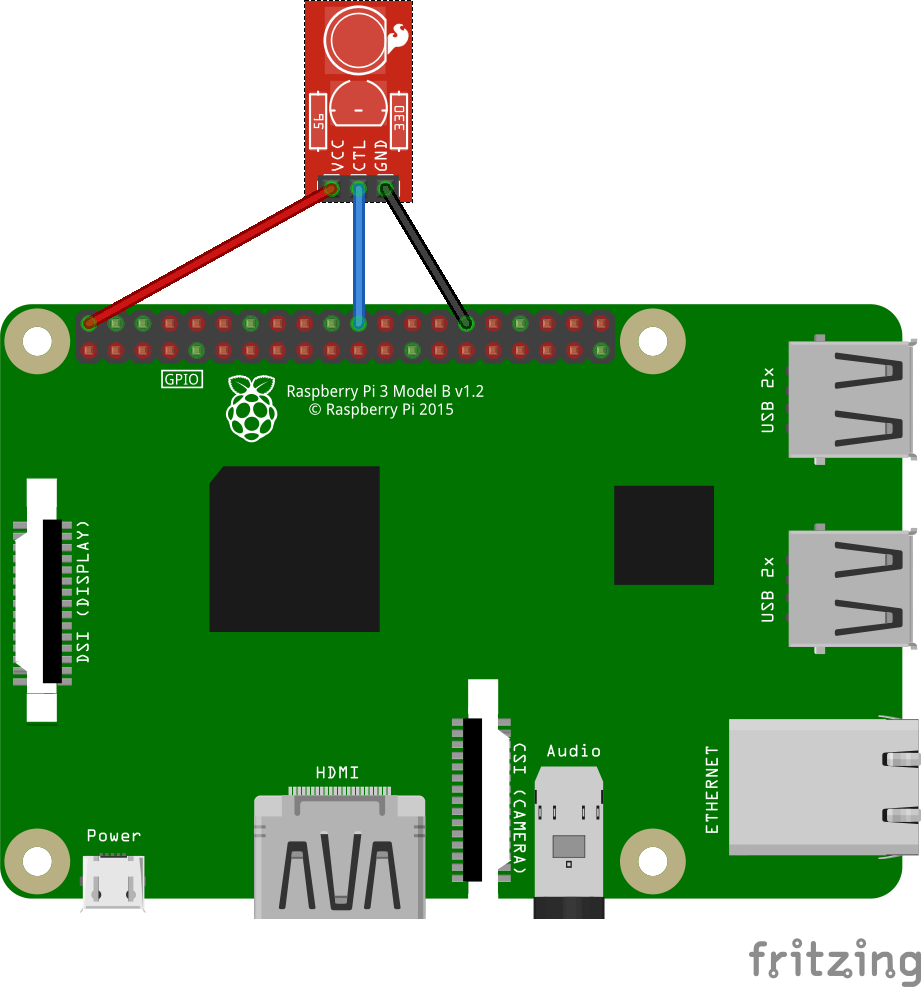 56
330
VCC
CTL
GND
GPIO
Raspberry Pi 3 Model B v1.2
© Raspberry Pi 2015
USB 2x
DSI (DISPLAY)
USB 2x
CSI (CAMERA)
Audio
ETHERNET
HDMI
Power
fritzing